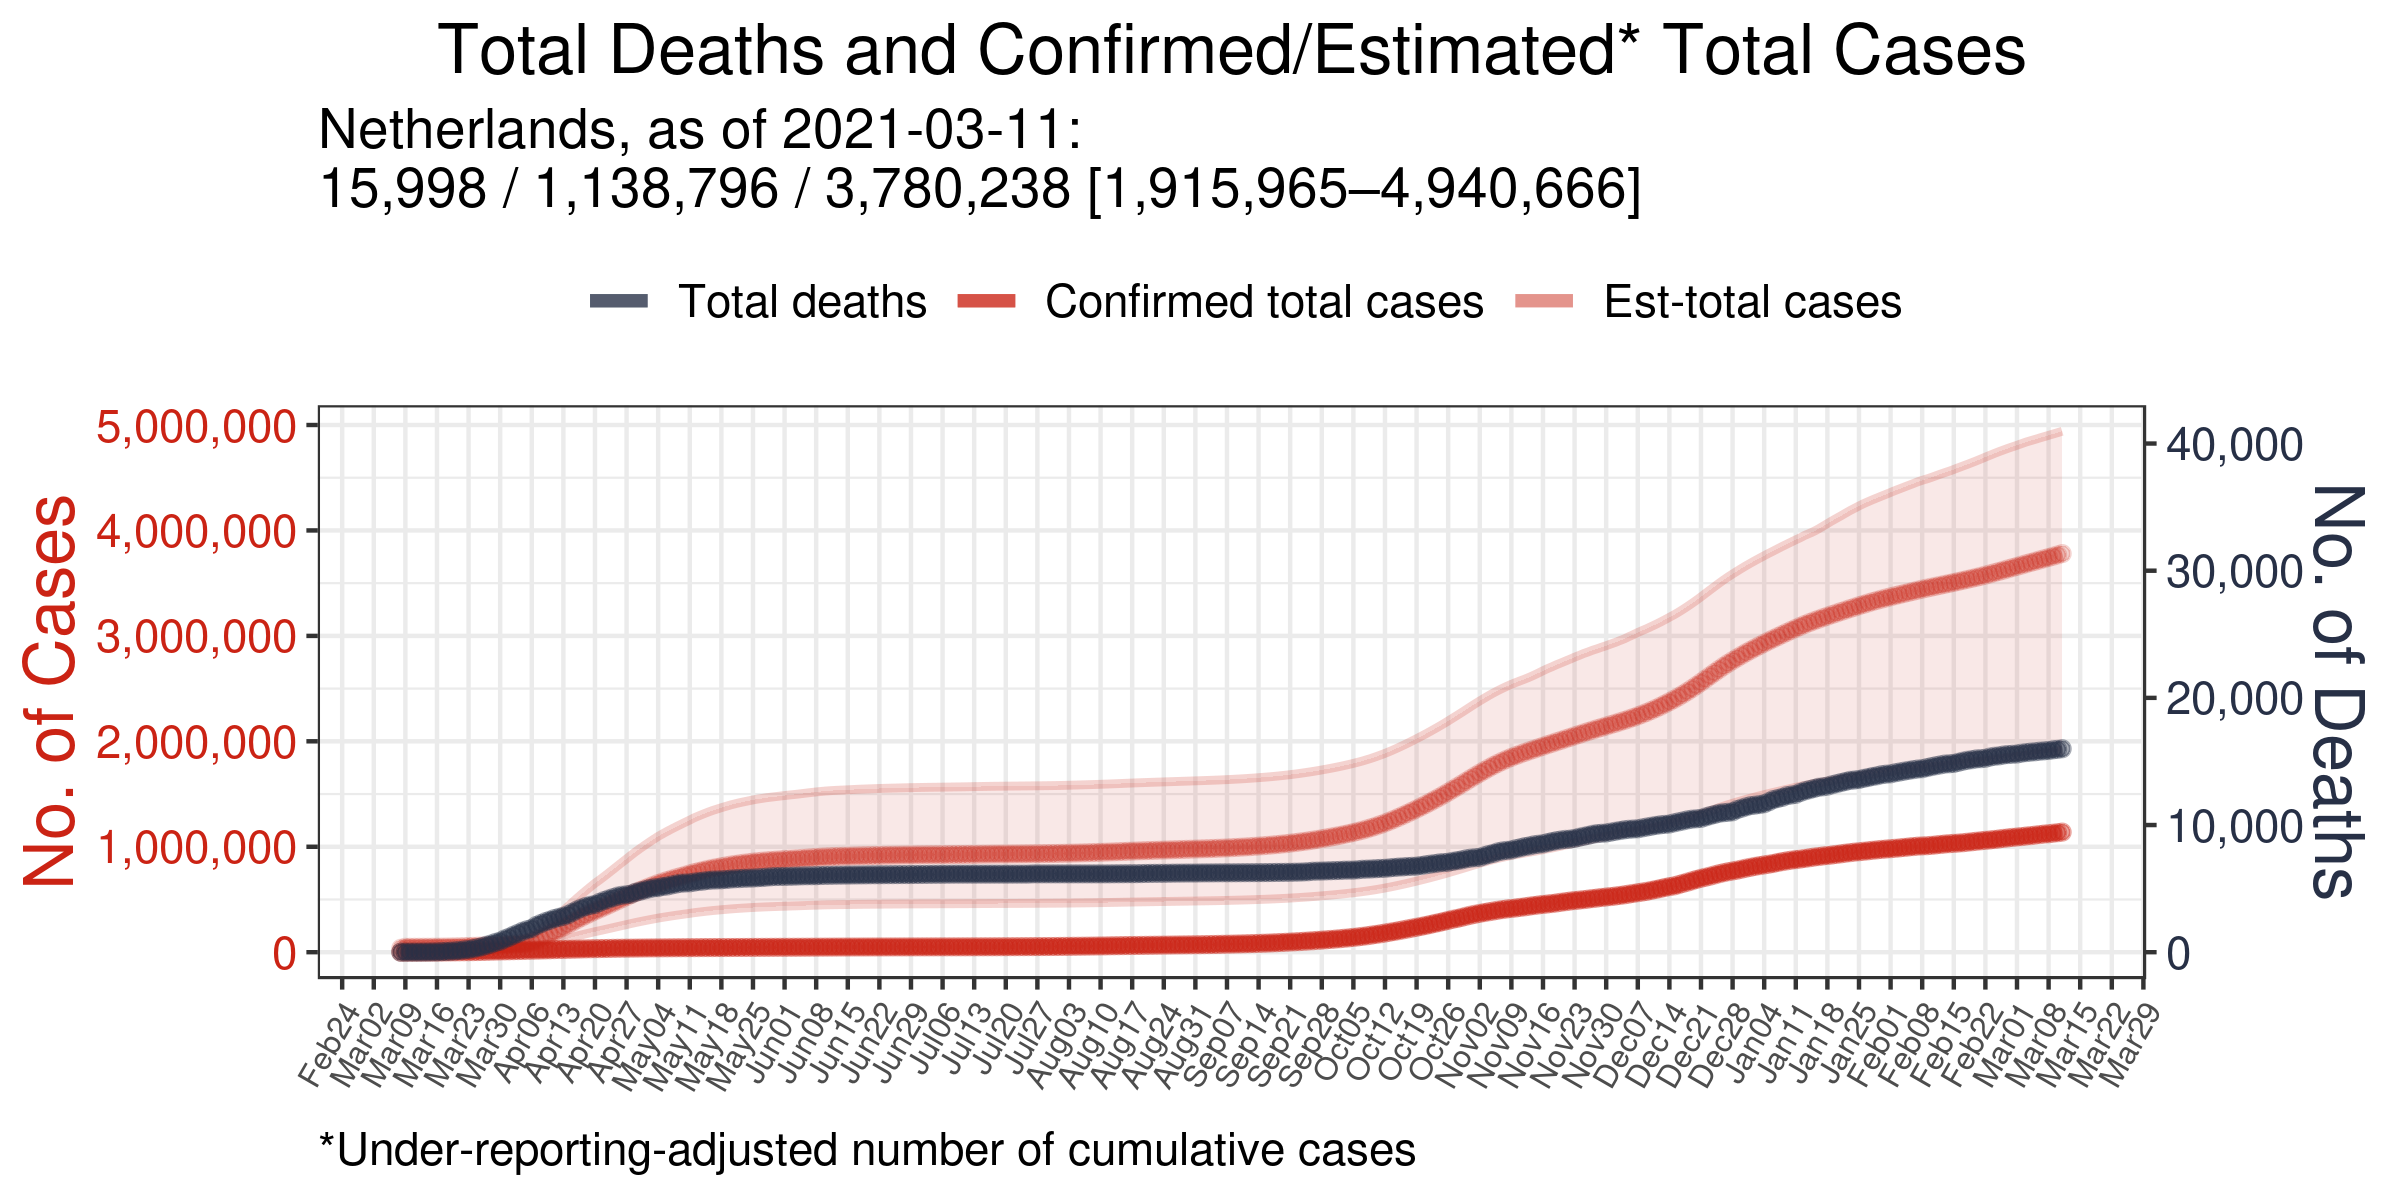 Total Deaths and Confirmed/Estimated* Total Cases
Netherlands, as of 2021-03-11:
15,998 / 1,138,796 / 3,780,238 [1,915,965–4,940,666]
Total deaths
Confirmed total cases
Est-total cases
No. of Cases
5,000,000
4,000,000
3,000,000
2,000,000
1,000,000
0
40,000
30,000
20,000
10,000
0
No. of Deaths
Feb24
Mar02
Mar09
Mar16
Mar23
Mar30
Apr06
Apr13
Apr20
Apr27
May04
May11
May18
May25
Jun01
Jun08
Jun15
Jun22
Jun29
Jul06
Jul13
Jul20
Jul27
Aug03
Aug10
Aug17
Aug24
Aug31
Sep07
Sep14
Sep21
Sep28
Oct05
Oct12
Oct19
Oct26
Nov02
Nov09
Nov16
Nov23
Nov30
Dec07
Dec14
Dec21
Dec28
Jan04
Jan11
Jan18
Jan25
Feb01
Feb08
Feb15
Feb22
Mar01
Mar08
Mar15
Mar22
Mar29
*Under-reporting-adjusted number of cumulative cases